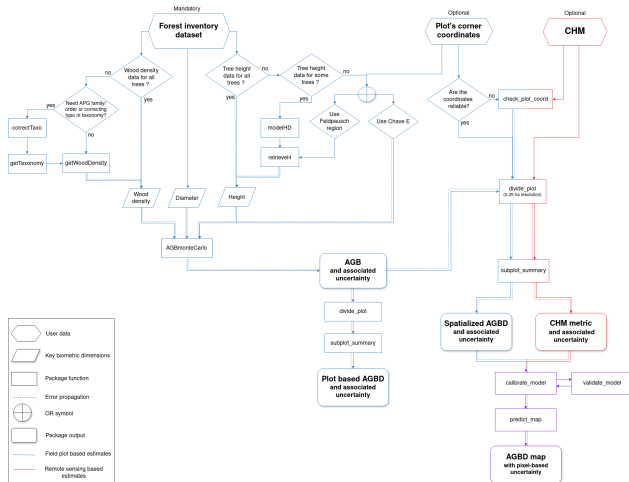 Mandatory
Forest inventory
dataset
Optional
Plot's corner
coordinates
Optional
CHM
Wood density
data for all
trees ?
no
yes
Tree height
data for all
trees ?
no
yes
Tree height
data for some
trees ?
no
yes
Need APG family/
order or correcting
typo in taxonomy?
yes
no
correctTaxo
getTaxonomy
getWoodDensity
modelHD
retrieveH
Use
Feldpausch
region
Use Chave E
Are the
coordinates
reliable?
no
yes
check_plot_coord
Wood
density
Diameter
Height
AGBmonteCarlo
divide_plot
(0.25 ha resolution)
AGB
and associated
uncertainty
divide_plot
subplot_summary
Plot based AGBD
and associated
uncertainty
subplot_summary
Spatialized AGBD
and associated
uncertainty
CHM metric
and associated
uncertainty
calibrate_model
validate_model
predict_map
AGBD map
with pixel-based
uncertainty
User data
Key biometric dimensions
Package function
Error propagation
OR symbol
Package output
Field plot based estimates
Remote sensing based
estimates